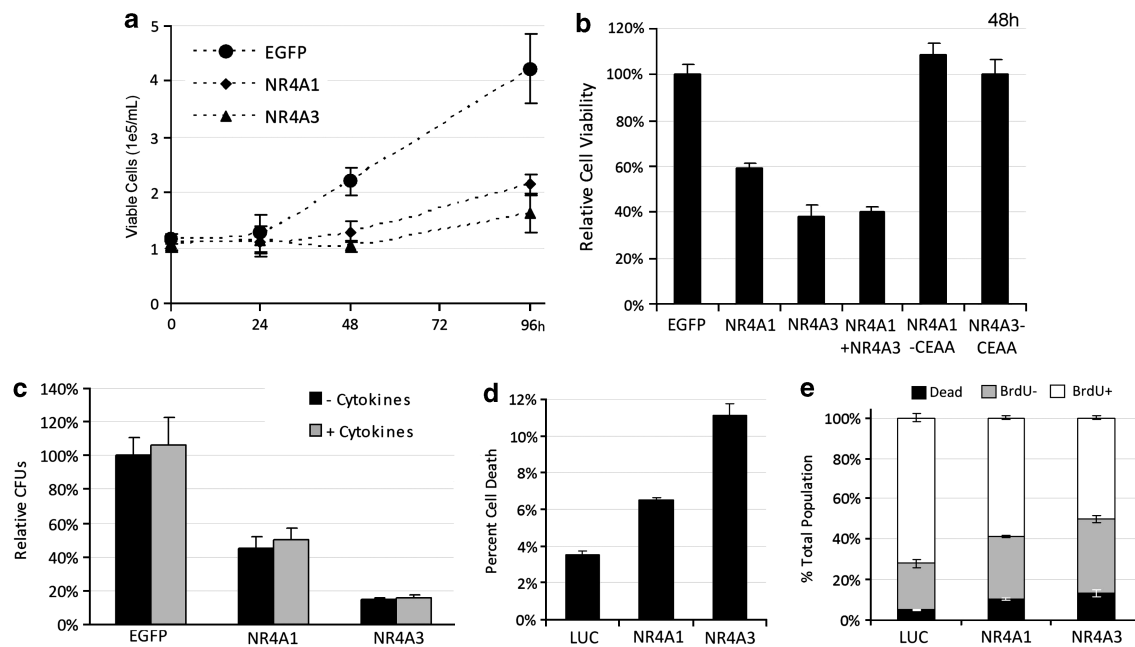 a
Viable Cells (1e5/mL)
5
4
3
2
1
0
EGFP
NR4A1
NR4A3
0
24
48
72
96h
b
48h
Relative Cell Viability
120%
100%
80%
60%
40%
20%
0%
EGFP
NR4A1
NR4A3
NR4A1
+NR4A3
NR4A1
-CEAA
NR4A3-
CEAA
c
Relative CFUs
140%
120%
100%
80%
60%
40%
20%
0%
- Cytokines
+ Cytokines
EGFP
NR4A1
NR4A3
d
Percent Cell Death
12%
10%
8%
6%
4%
2%
0%
LUC
NR4A1
NR4A3
e
Dead
BrdU-
BrdU+
% Total Population
100%
80%
60%
40%
20%
0%
LUC
NR4A1
NR4A3